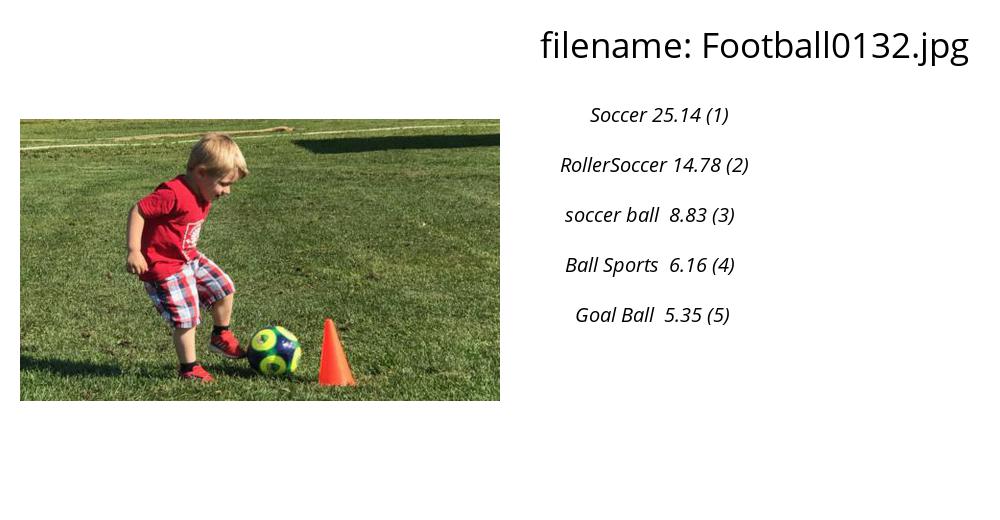 filename: Football0132.jpg
Soccer 25.14 (1)
RollerSoccer 14.78 (2)
soccer ball  8.83 (3)
Ball Sports  6.16 (4)
Goal Ball  5.35 (5)